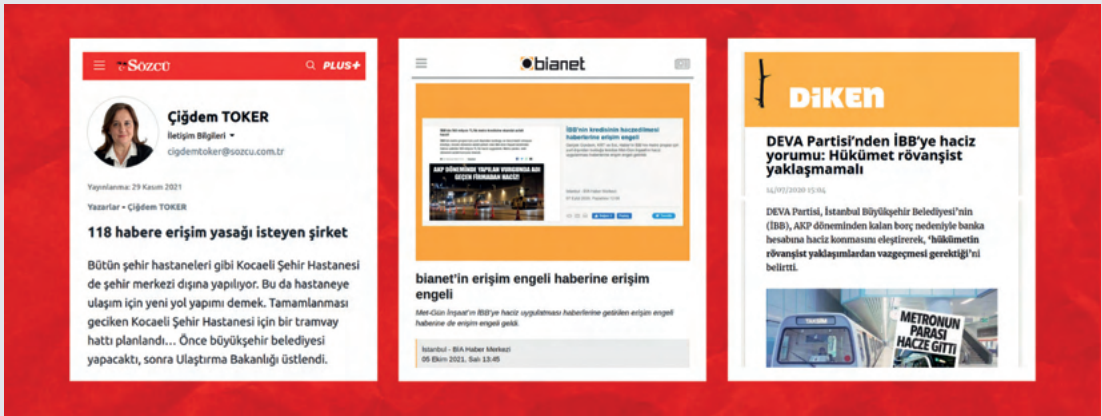 SÖZCÜ
PLUS+
Çiğdem TOKER
İletişim Bilgileri
cigdemtoker@sozcu.com.tr
Yayınlanma: 29 Kasım 2021
Yazarlar • Çiğdem TOKER
118 habere erişim yasağı isteyen şirket
Bütün şehir hastaneleri gibi Kocaeli Şehir Hastanesi
de şehir merkezi dışına yapılıyor. Bu da hastaneye
ulaşım için yeni yol yapımı demek. Tamamlanması
geciken Kocaeli Şehir Hastanesi için bir tramvay
hattı planlandı… Önce büyükşehir belediyesi
yapacaktı, sonra Ulaştırma Bakanlığı üstlendi.
bianet
AKP DÖNEMİNDE YAPILAN VURGUNDA ADI
GEÇEN FİRMADAN HACİZ!
İBB'nin kredisinin haczedilmesi
haberlerine erişim engeli
bianet'in erişim engeli haberine erişim
engeli
Met-Gün İnşaat'ın İBB'ye haciz uygulatması haberlerine getirilen erişim engeli
haberine de erişim engeli geldi.
İstanbul - BİA Haber Merkezi
05 Ekim 2021, Salı 13:45
DİKEN
DEVA Partisi'nden İBB'ye haciz
yorumu: Hükümet rövanşist
yaklaşmamalı
14/07/2020 15:04
DEVA Partisi, İstanbul Büyükşehir Belediyesi'nin
(İBB), AKP döneminden kalan borç nedeniyle banka
hesabına haciz konmasını eleştirerek, 'hükümetin
rövanşist yaklaşımlardan vazgeçmesi gerektiği'ni
belirtti.
METRONUN
PARASI
HACZE GİTTİ